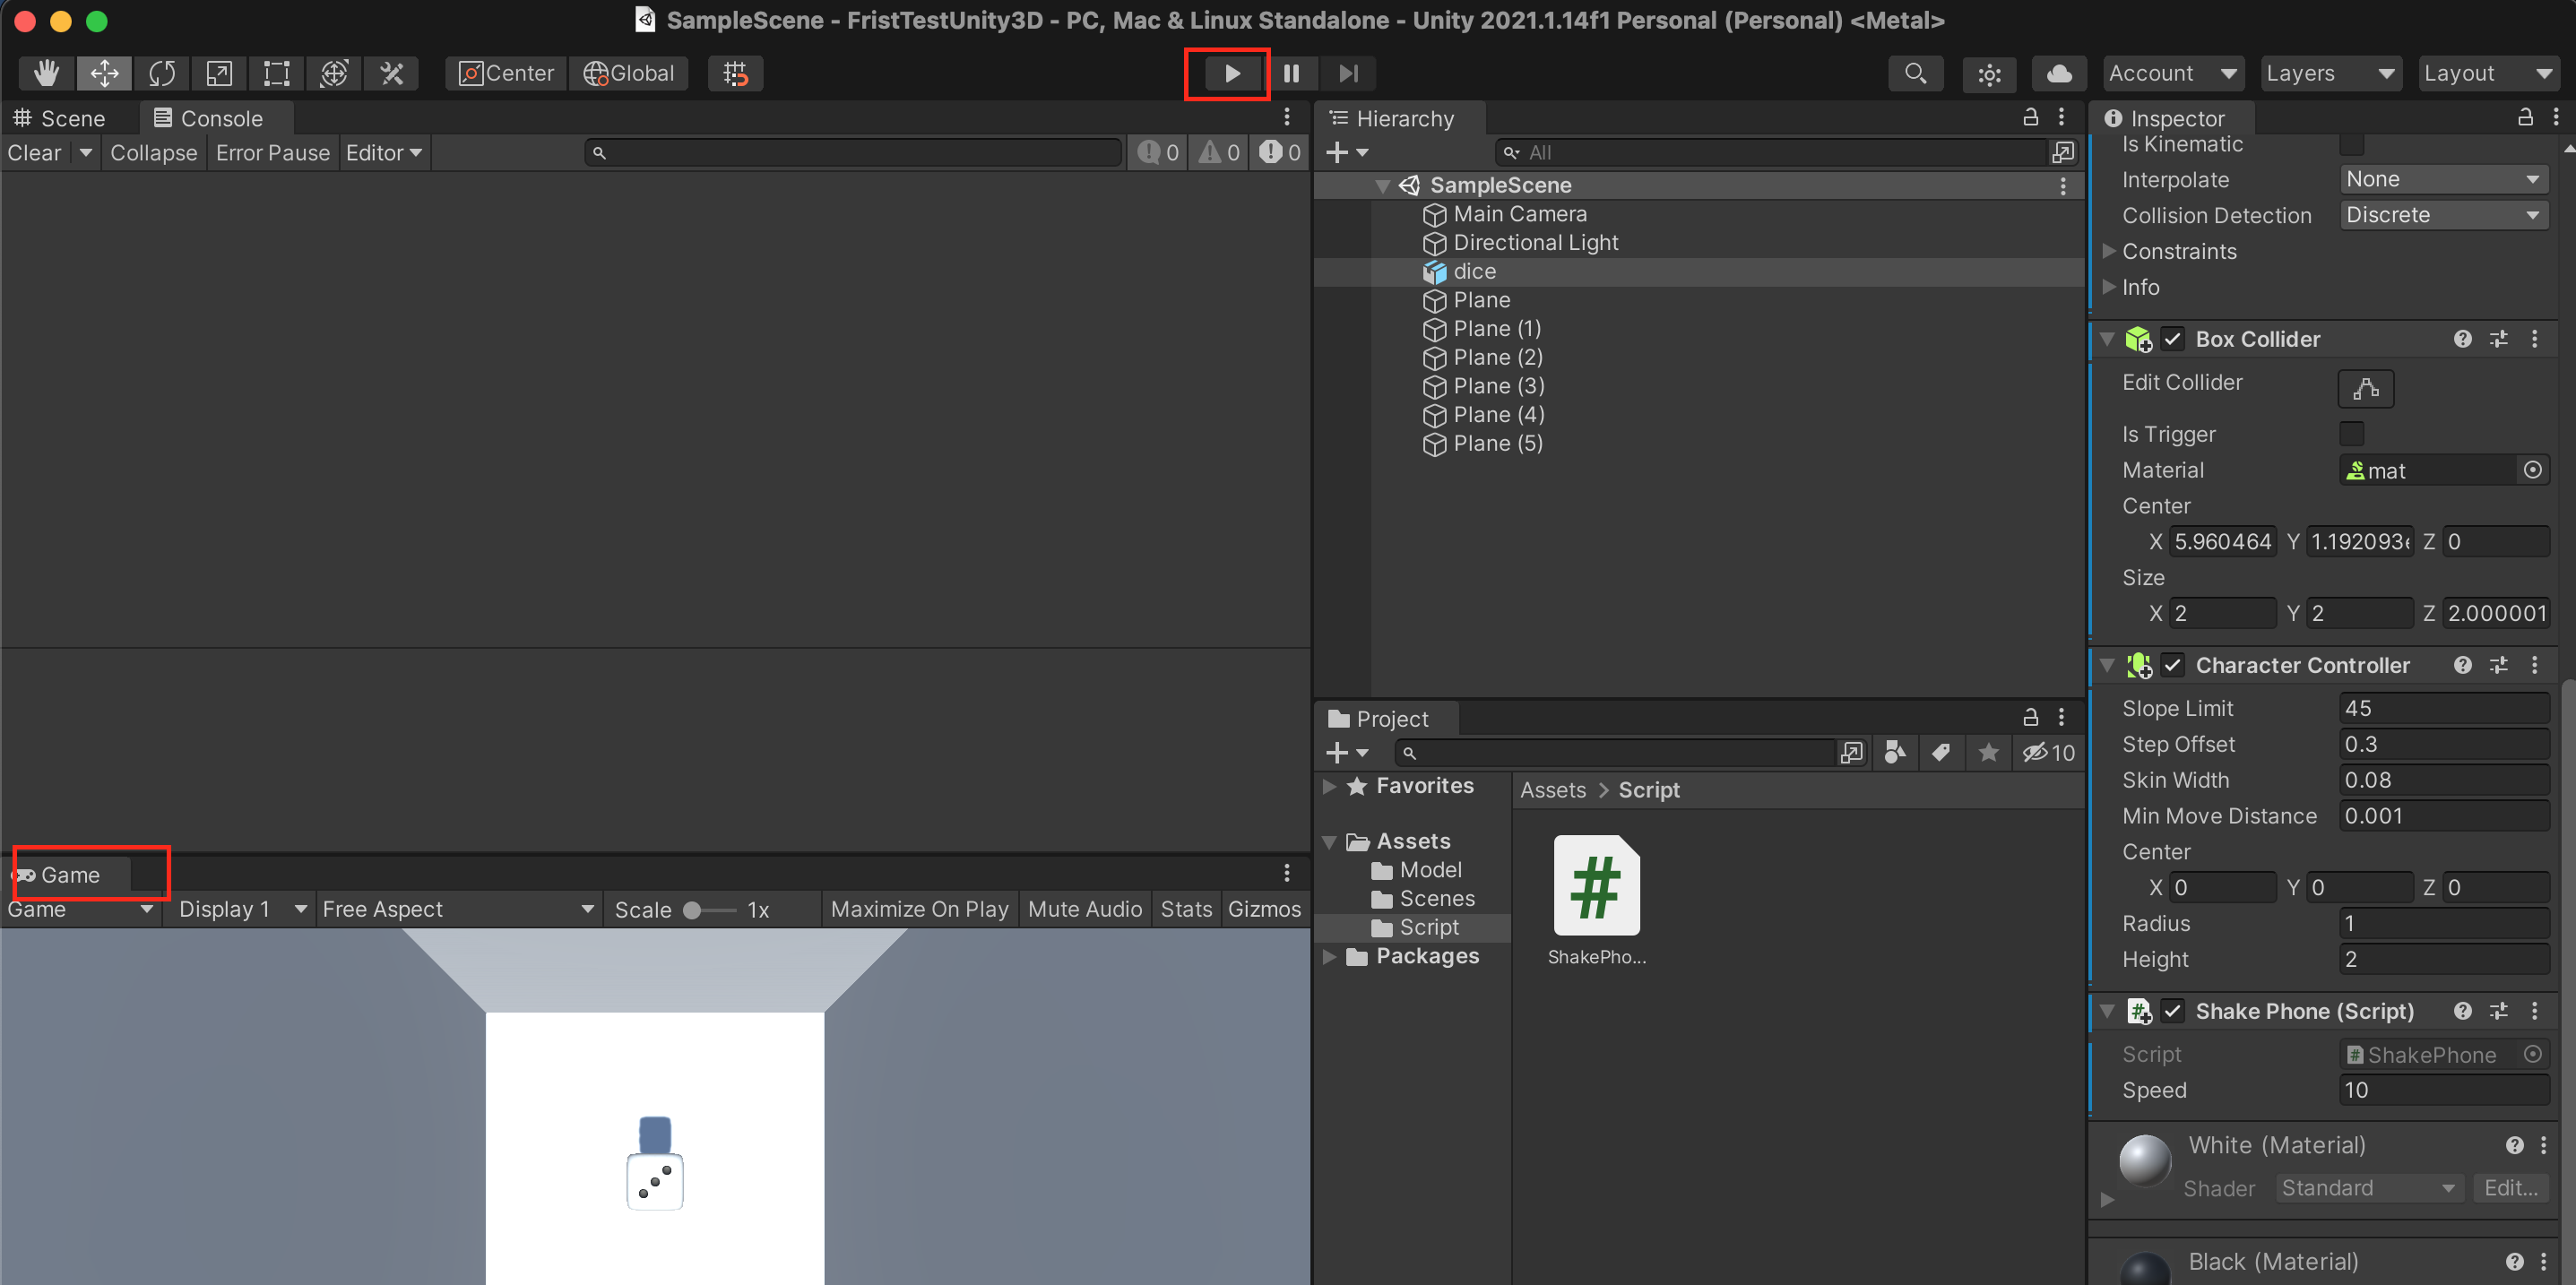 SampleScene - FristTestUnity3D - PC, Mac & Linux Standalone - Unity 2021.1.14f1 Personal (Personal) <Metal>
Center Global Account Layers Layout
Scene Console
Clear Collapse Error Pause Editor 0 0 0
Hierarchy
All
SampleScene
Main Camera
Directional Light
dice
Plane
Plane (1)
Plane (2)
Plane (3)
Plane (4)
Plane (5)
Inspector
Is Kinematic
Interpolate None
Collision Detection Discrete
Constraints
Info
Box Collider
Edit Collider
Is Trigger
Material mat
Center
X 5.960464 Y 1.192093e Z 0
Size
X 2 Y 2 Z 2.000001
Character Controller
Slope Limit 45
Step Offset 0.3
Skin Width 0.08
Min Move Distance 0.001
Center
X 0 Y 0 Z 0
Radius 1
Height 2
Shake Phone (Script)
Script ShakePhone
Speed 10
White (Material)
Shader Standard Edit...
Black (Material)
Project
10
Favorites
Assets
Model
Scenes
Script
Packages
Assets > Script
#
ShakePho...
Game
Game Display 1 Free Aspect Scale 1x Maximize On Play Mute Audio Stats Gizmos